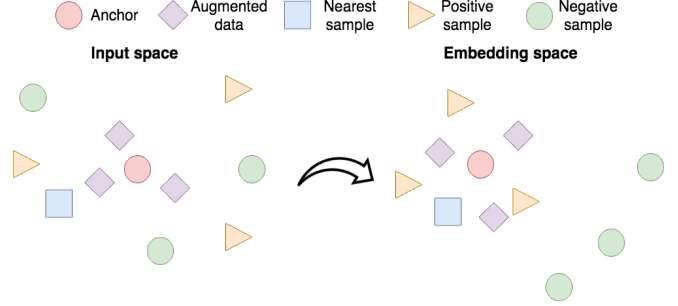 Anchor
Augmented
data
Nearest
sample
Positive
sample
Negative
sample
Input space
Embedding space